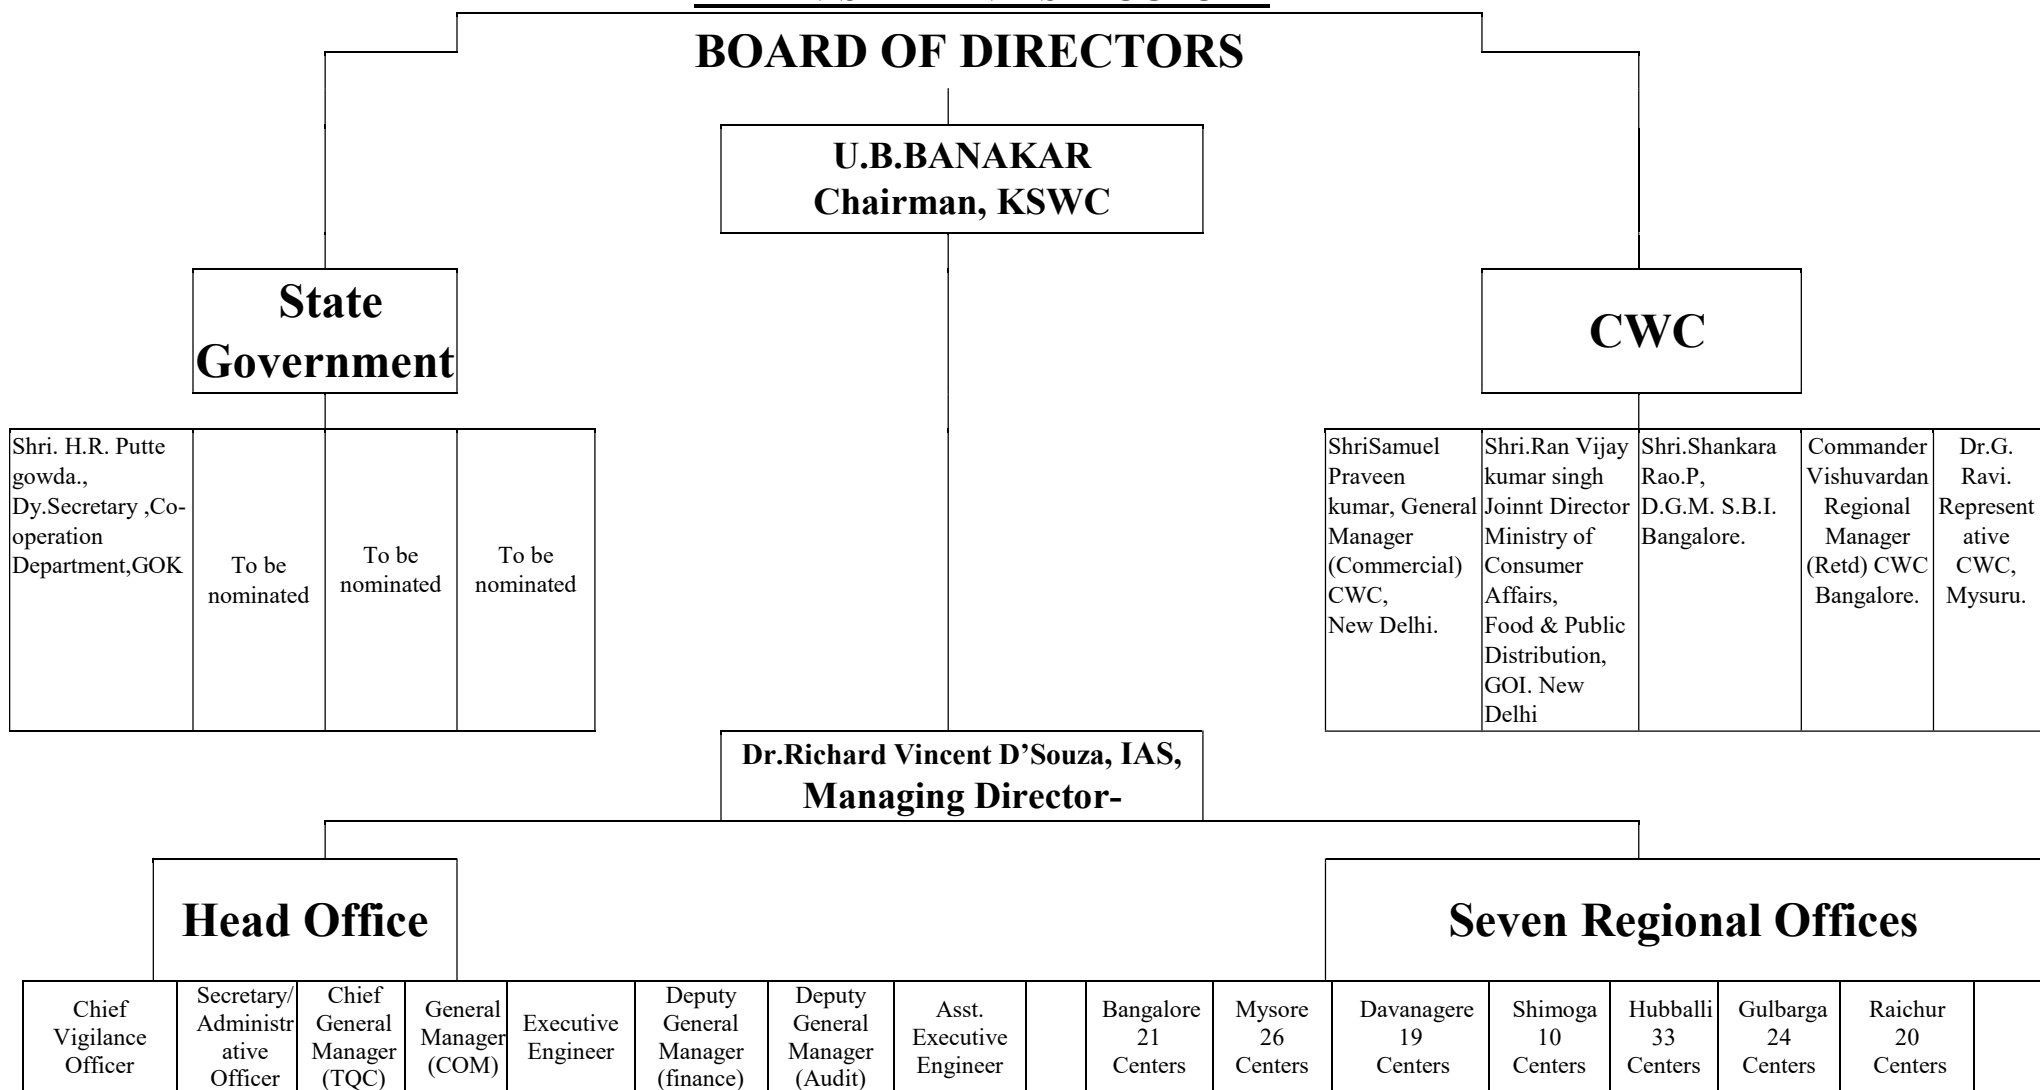 BOARD OF DIRECTORS
U.B.BANAKAR
Chairman, KSWC
State
Government
CWC
Shri. H.R. Putte
gowda.,
Dy.Secretary ,Co-
operation
Department,GOK
To be
nominated
To be
nominated
To be
nominated
ShriSamuel
Praveen
kumar, General
Manager
(Commercial)
CWC,
New Delhi.
Shri.Ran Vijay
kumar singh
Joinnt Director
Ministry of
Consumer
Affairs,
Food & Public
Distribution,
GOI. New
Delhi
Shri.Shankara
Rao.P,
D.G.M. S.B.I.
Bangalore.
Commander
Vishuvardan
Regional
Manager
(Retd) CWC
Bangalore.
Dr.G.
Ravi.
Represent
ative
CWC,
Mysuru.
Dr.Richard Vincent D’Souza, IAS,
Managing Director-
Head Office
Seven Regional Offices
Chief
Vigilance
Officer
Secretary/
Administr
ative
Officer
Chief
General
Manager
(TQC)
General
Manager
(COM)
Executive
Engineer
Deputy
General
Manager
(finance)
Deputy
General
Manager
(Audit)
Asst.
Executive
Engineer
Bangalore
21
Centers
Mysore
26
Centers
Davanagere
19
Centers
Shimoga
10
Centers
Hubballi
33
Centers
Gulbarga
24
Centers
Raichur
20
Centers